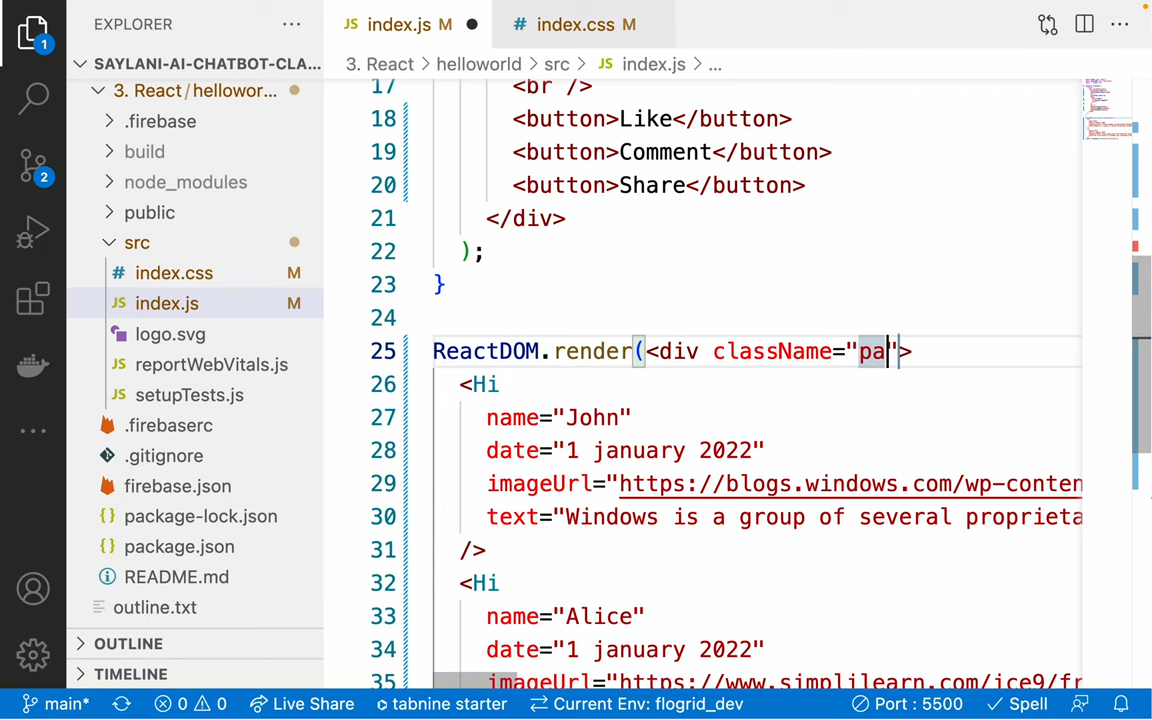 EXPLORER
index.js M
# index.css M
SAYLANI-AI-CHATBOT-CLA...
3. React / hellowor...
.firebase
build
node_modules
public
src
# index.css M
JS index.js M
logo.svg
JS reportWebVitals.js
JS setupTests.js
.firebaserc
.gitignore
firebase.json
{} package-lock.json
{} package.json
README.md
outline.txt
OUTLINE
TIMELINE
3. React > helloworld > src > JS index.js > ...
17 <br />
18 <button>Like</button>
19 <button>Comment</button>
20 <button>Share</button>
21 </div>
22 );
23 }
24
25 ReactDOM.render(<div className="pa">
26 <Hi
27 name="John"
28 date="1 january 2022"
29 imageUrl="https://blogs.windows.com/wp-conten
30 text="Windows is a group of several proprieta
31 />
32 <Hi
33 name="Alice"
34 date="1 january 2022"
35 imageUrl="https://www.simplilearn.com/ice9/fr
1
2
main* 0 0 Live Share tabnine starter Current Env: flogrid_dev Port : 5500 Spell